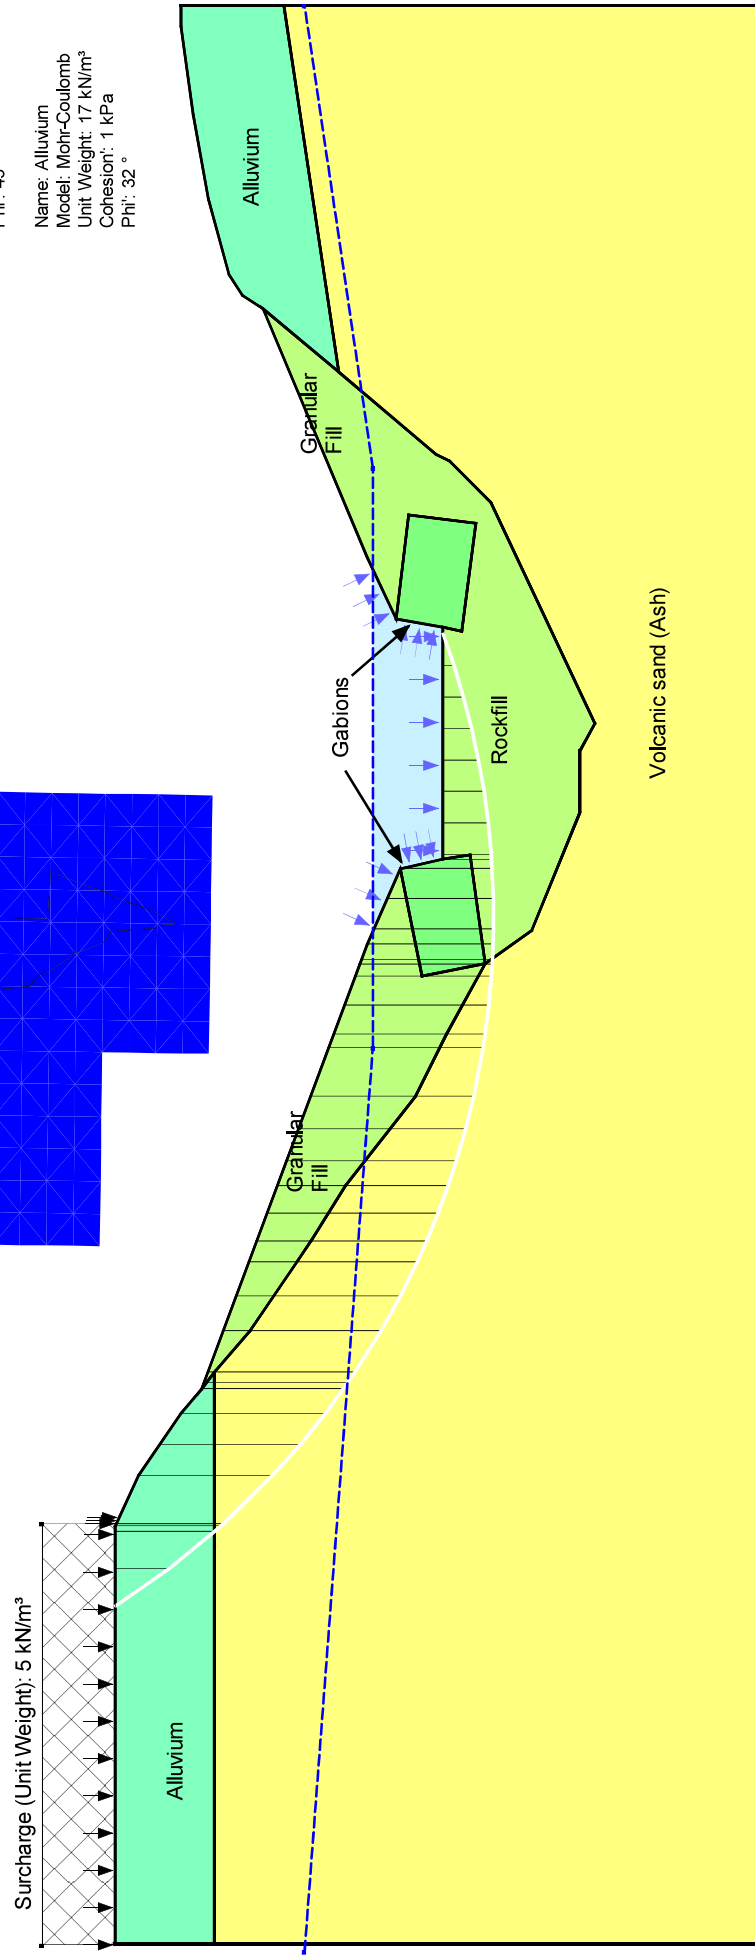 Name: Alluvium
Model: Mohr-Coulomb
Unit Weight: 17 kN/m³
Cohesion': 1 kPa
Phi': 32 °
Surcharge (Unit Weight): 5 kN/m³
Alluvium
Alluvium
Granular
Fill
Gabions
Granular
Fill
Rockfill
Volcanic sand (Ash)